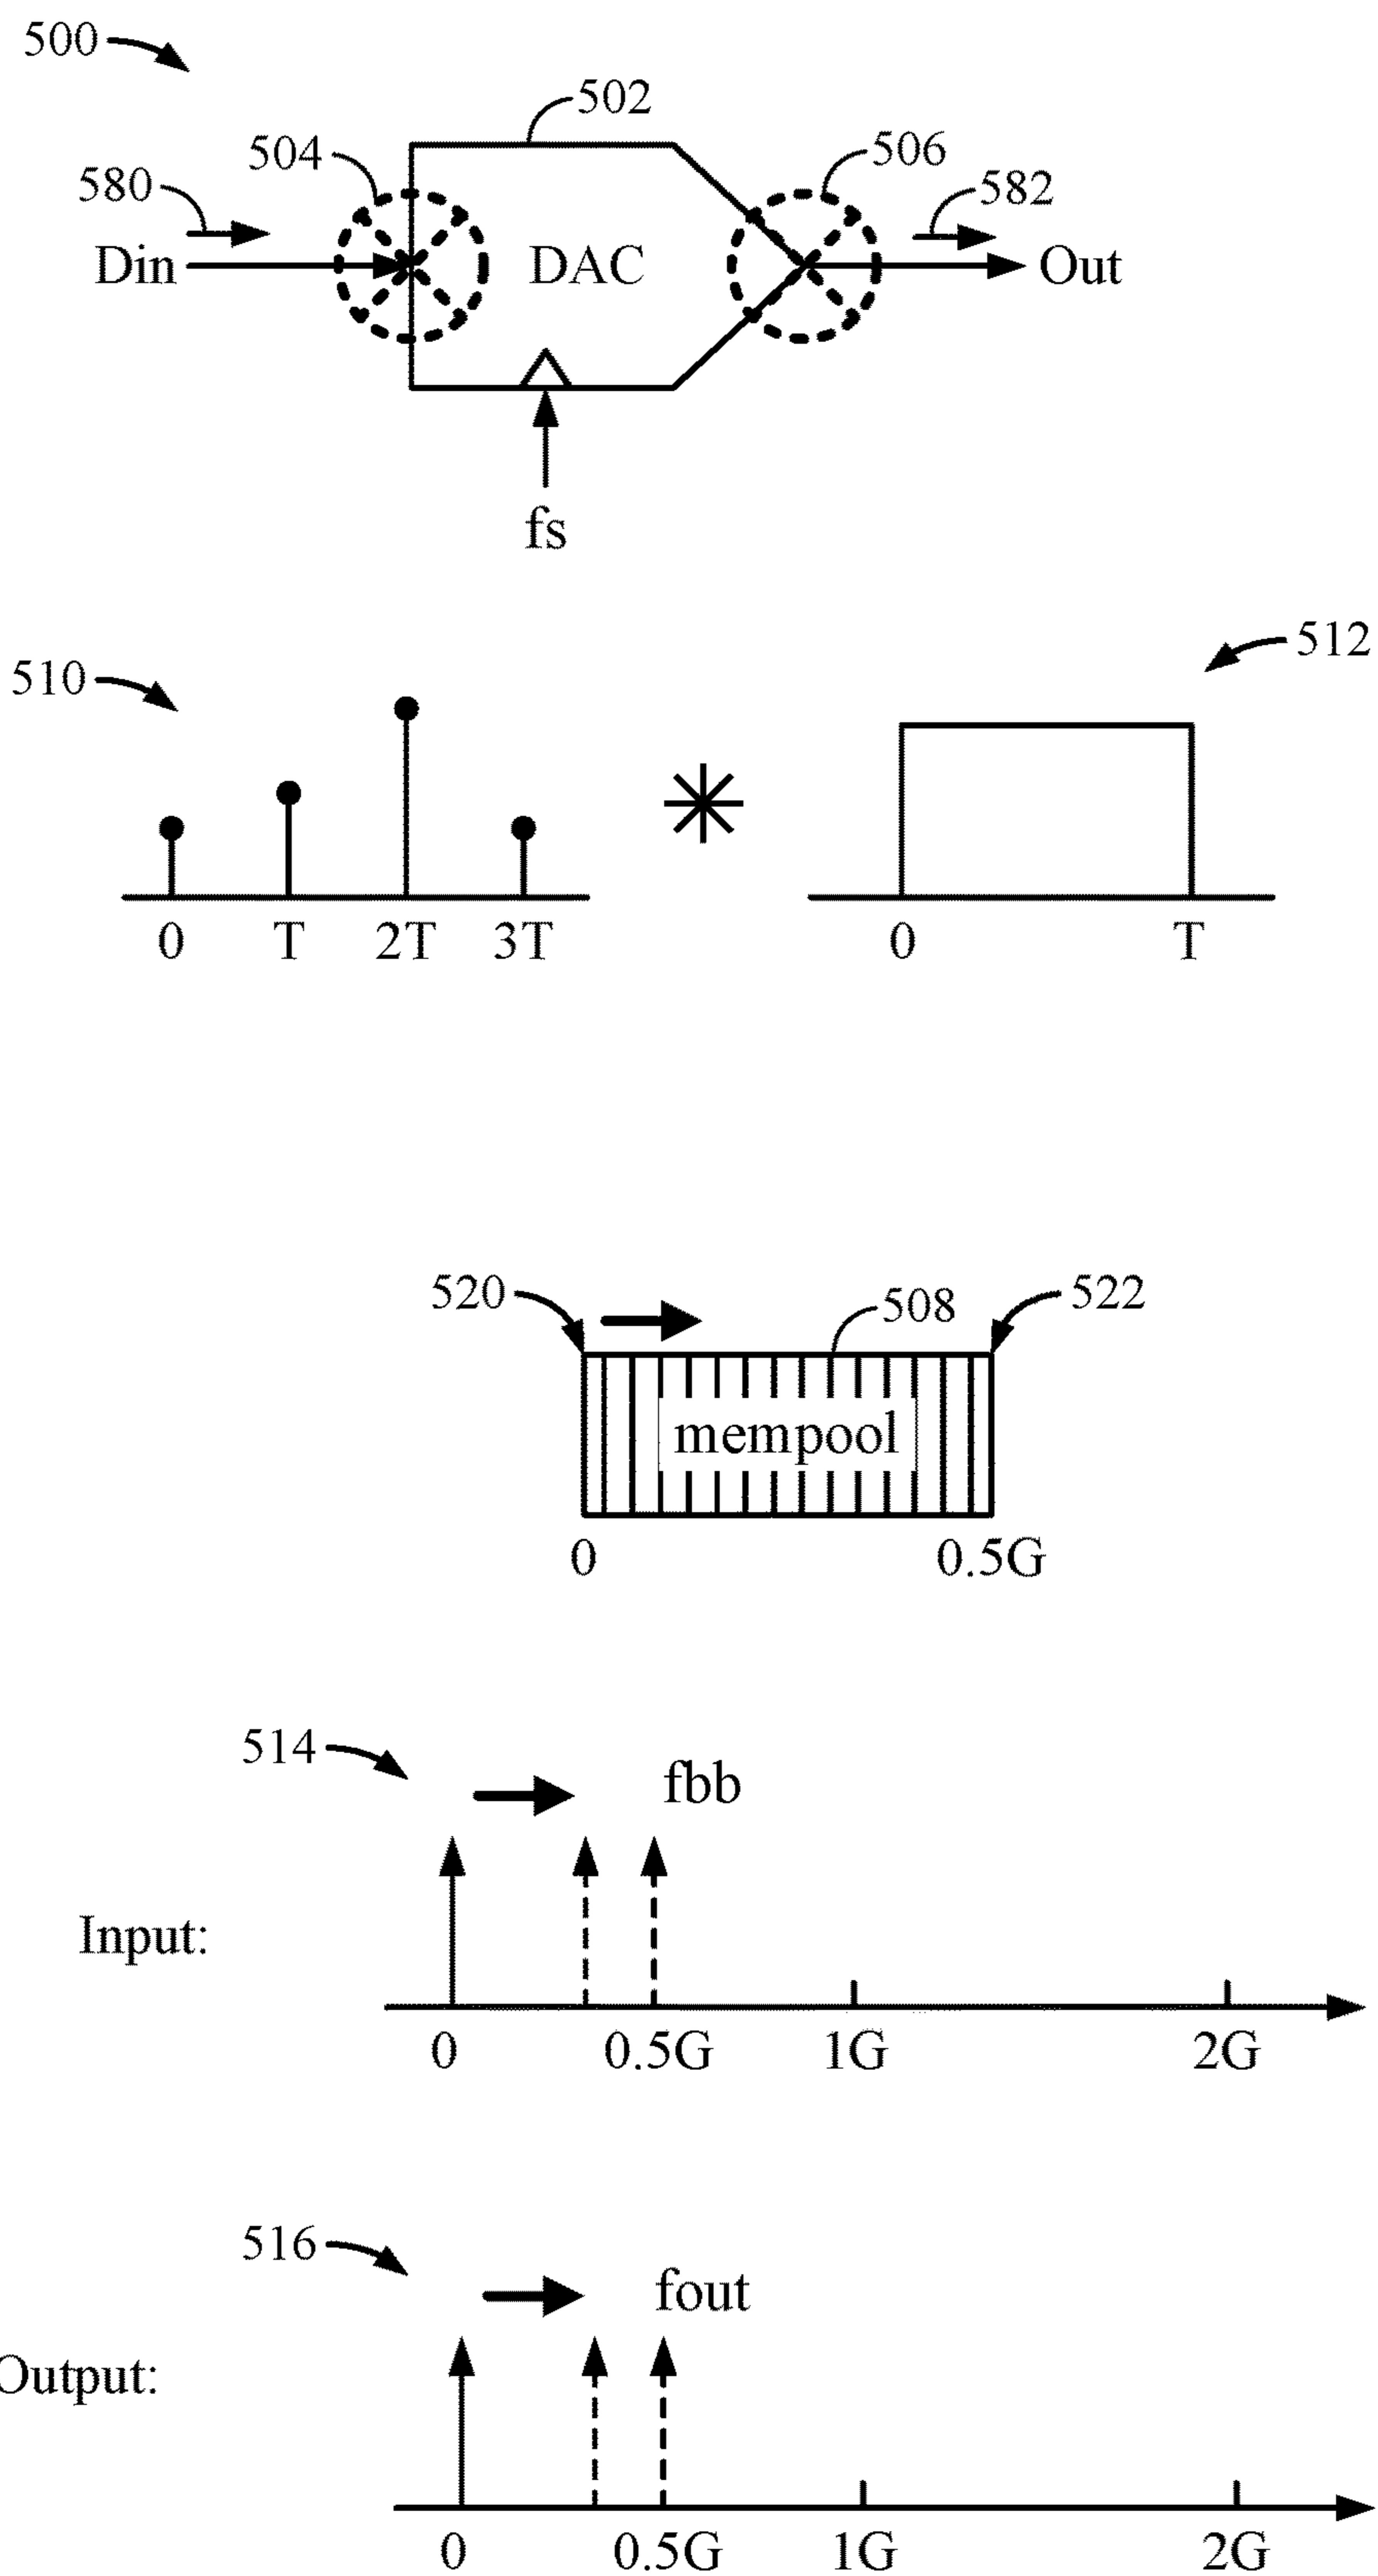 500
502
504
506
580
582
Din
DAC
Out
fs
510
512
0 T 2T 3T
0 T
520
508
522
mempool
0 0.5G
514
fbb
Input:
0 0.5G 1G 2G
516
fout
Output:
0 0.5G 1G 2G